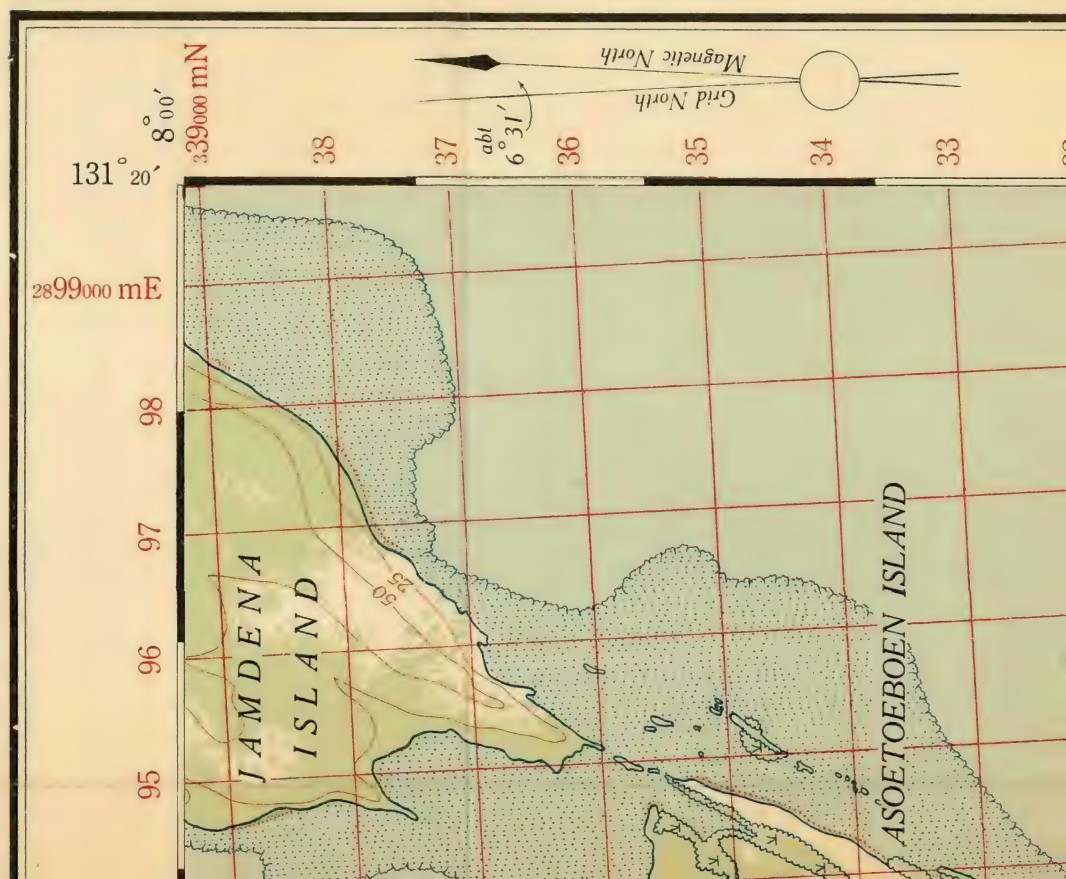 Magnetic North
Grid North
abt
6°31′
8°00′
339000 mN
38
37
36
35
34
33
131° 20′
2899000 mE
98
97
96
95
25
50
JAMDENA
ISLAND
ASOETOEBOEN ISLAND